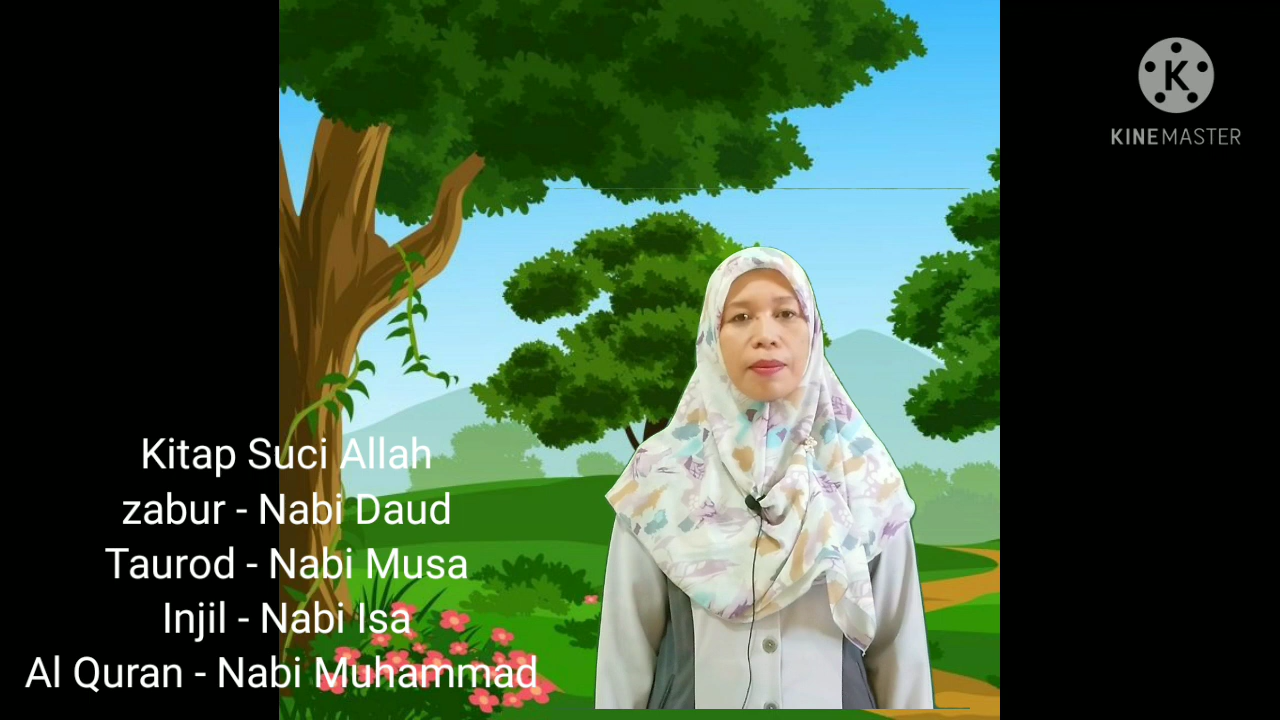 K
KINEMASTER
Kitap Suci Allah
zabur - Nabi Daud
Taurod - Nabi Musa
Injil - Nabi Isa
Al Quran - Nabi Muhammad